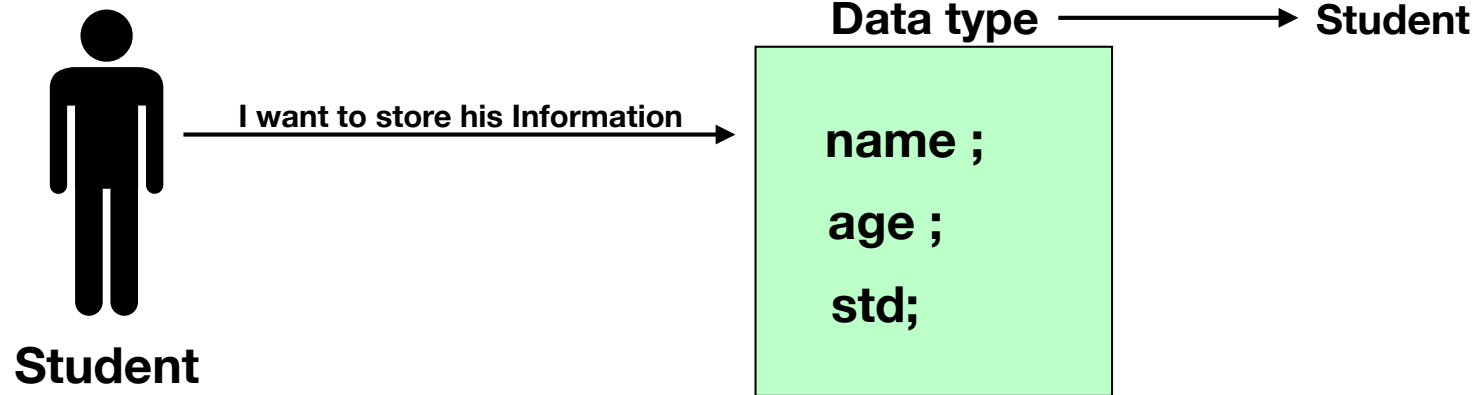 Data type
Student
I want to store his Information
name ;
age ;
std;
Student